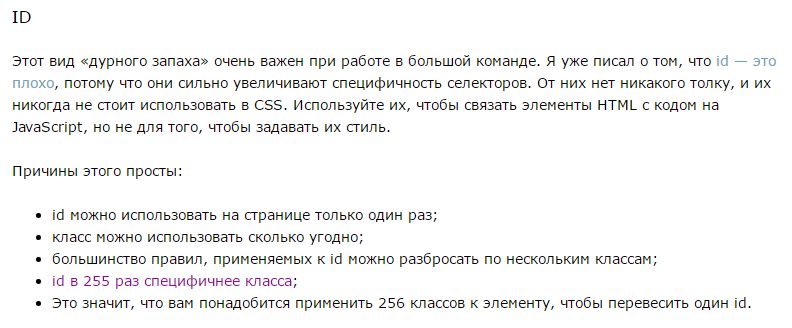 ID
Этот вид «дурного запаха» очень важен при работе в большой команде. Я уже писал о том, что id — это
плохо, потому что они сильно увеличивают специфичность селекторов. От них нет никакого толку, и их
никогда не стоит использовать в CSS. Используйте их, чтобы связать элементы HTML с кодом на
JavaScript, но не для того, чтобы задавать их стиль.
Причины этого просты:
• id можно использовать на странице только один раз;
• класс можно использовать сколько угодно;
• большинство правил, применяемых к id можно разбросать по нескольким классам;
• id в 255 раз специфичнее класса;
• Это значит, что вам понадобится применить 256 классов к элементу, чтобы перевесить один id.